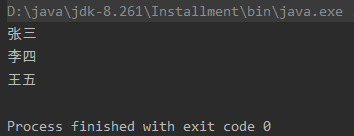 D:\java\jdk-8.261\Installment\bin\java.exe
张三
李四
王五
Process finished with exit code 0